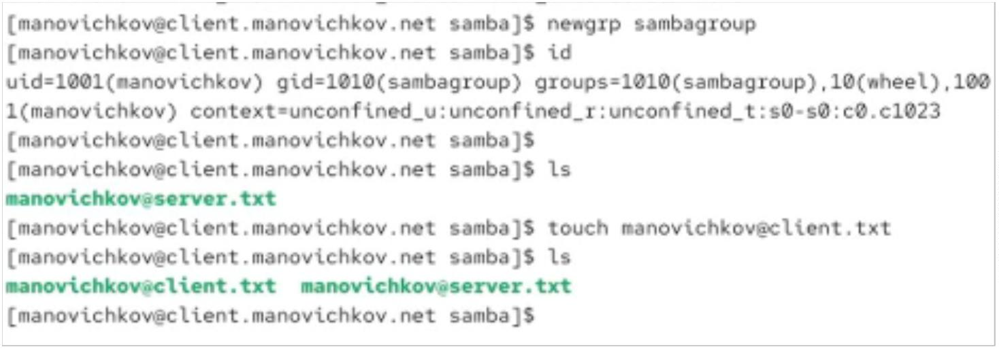 [manovichkov@client.manovichkov.net samba]$ newgrp sambagroup
[manovichkov@client.manovichkov.net samba]$ id
uid=1001(manovichkov) gid=1010(sambagroup) groups=1010(sambagroup),10(wheel),100
1(manovichkov) context=unconfined_u:unconfined_r:unconfined_t:s0-s0:c0.c1023
[manovichkov@client.manovichkov.net samba]$
[manovichkov@client.manovichkov.net samba]$ ls
manovichkov@server.txt
[manovichkov@client.manovichkov.net samba]$ touch manovichkov@client.txt
[manovichkov@client.manovichkov.net samba]$ ls
manovichkov@client.txt  manovichkov@server.txt
[manovichkov@client.manovichkov.net samba]$